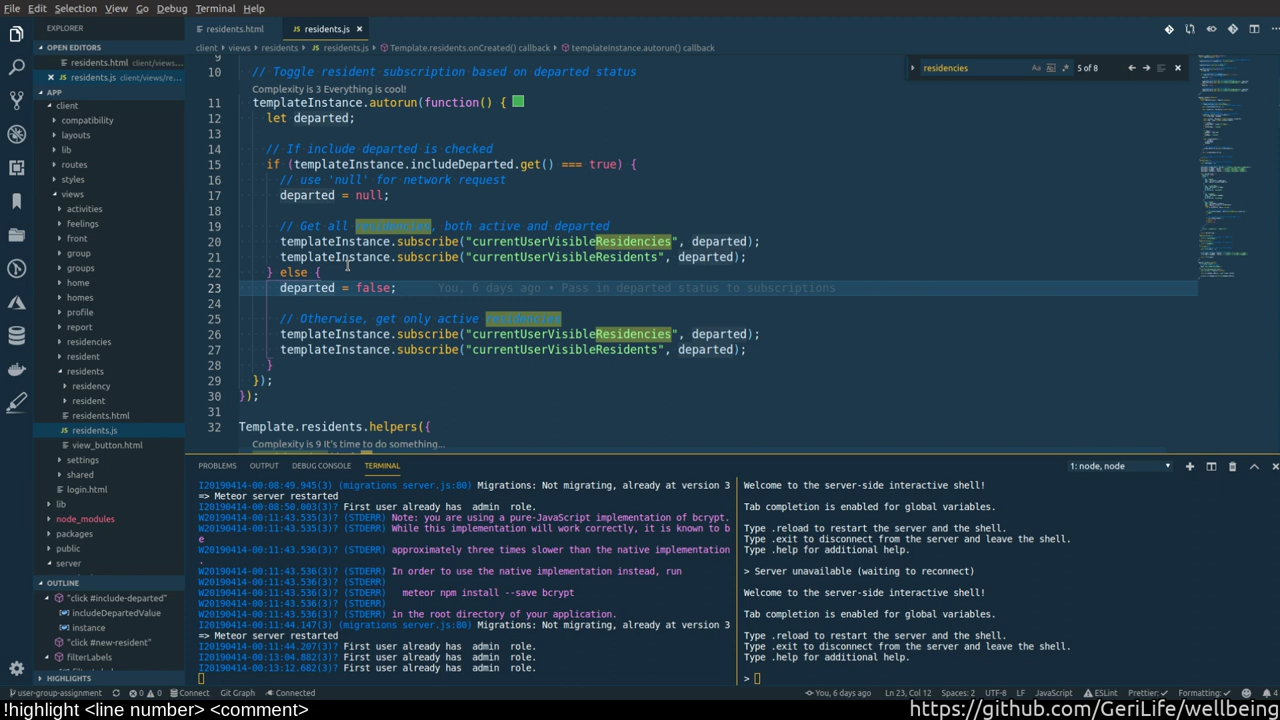 File Edit Selection View Go Debug Terminal Help
EXPLORER
OPEN EDITORS
residents.html client/views/...
residents.js client/views/re...
APP
client
compatibility
layouts
lib
routes
styles
views
activities
feelings
front
group
groups
home
homes
profile
report
residencies
resident
residents
residency
resident
residents.html
residents.js
view_button.html
settings
shared
login.html
lib
node_modules
packages
public
server
OUTLINE
"click #include-departed"
includeDepartedValue
instance
"click #new-resident"
filterLabels
HIGHLIGHTS
residents.html
residents.js
client › views › residents › JS residents.js › Template.residents.onCreated() callback › templateInstance.autorun() callback
residencies
Aa
5 of 8
9
10 // Toggle resident subscription based on departed status
Complexity is 3 Everything is cool!
11 templateInstance.autorun(function() {
12 let departed;
13
14 // If include departed is checked
15 if (templateInstance.includeDeparted.get() === true) {
16 // use 'null' for network request
17 departed = null;
18
19 // Get all residencies, both active and departed
20 templateInstance.subscribe("currentUserVisibleResidencies", departed);
21 templateInstance.subscribe("currentUserVisibleResidents", departed);
22 } else {
23 departed = false; You, 6 days ago • Pass in departed status to subscriptions
24
25 // Otherwise, get only active residencies
26 templateInstance.subscribe("currentUserVisibleResidencies", departed);
27 templateInstance.subscribe("currentUserVisibleResidents", departed);
28 }
29 });
30 });
31
32 Template.residents.helpers({
Complexity is 9 It's time to do something...
PROBLEMS OUTPUT DEBUG CONSOLE TERMINAL
1: node, node
I20190414-00:08:49.945(3) (migrations server.js:80) Migrations: Not migrating, already at version 3
=> Meteor server restarted
I20190414-00:08:50.003(3)? First user already has admin role.
W20190414-00:11:43.535(3)? (STDERR) Note: you are using a pure-JavaScript implementation of bcrypt.
W20190414-00:11:43.536(3)? (STDERR) While this implementation will work correctly, it is known to b
e
W20190414-00:11:43.536(3)? (STDERR) approximately three times slower than the native implementation
.
W20190414-00:11:43.536(3)? (STDERR) In order to use the native implementation instead, run
W20190414-00:11:43.536(3)? (STDERR)
W20190414-00:11:43.536(3)? (STDERR) meteor npm install --save bcrypt
W20190414-00:11:43.536(3)? (STDERR)
W20190414-00:11:43.536(3)? (STDERR) in the root directory of your application.
I20190414-00:11:44.147(3) (migrations server.js:80) Migrations: Not migrating, already at version 3
=> Meteor server restarted
I20190414-00:11:44.207(3)? First user already has admin role.
I20190414-00:13:04.882(3)? First user already has admin role.
I20190414-00:13:12.682(3)? First user already has admin role.
Welcome to the server-side interactive shell!
Tab completion is enabled for global variables.
Type .reload to restart the server and the shell.
Type .exit to disconnect from the server and leave the shell.
Type .help for additional help.
> Server unavailable (waiting to reconnect)
Welcome to the server-side interactive shell!
Tab completion is enabled for global variables.
Type .reload to restart the server and the shell.
Type .exit to disconnect from the server and leave the shell.
Type .help for additional help.
>
user-group-assignment 0 0 Connect Git Graph Connected You, 6 days ago Ln 23, Col 12 Spaces: 2 UTF-8 LF JavaScript ESLint Prettier: ✓ Formatting: ✓ 4
!highlight <line number> <comment>
https://github.com/GeriLife/wellbeing